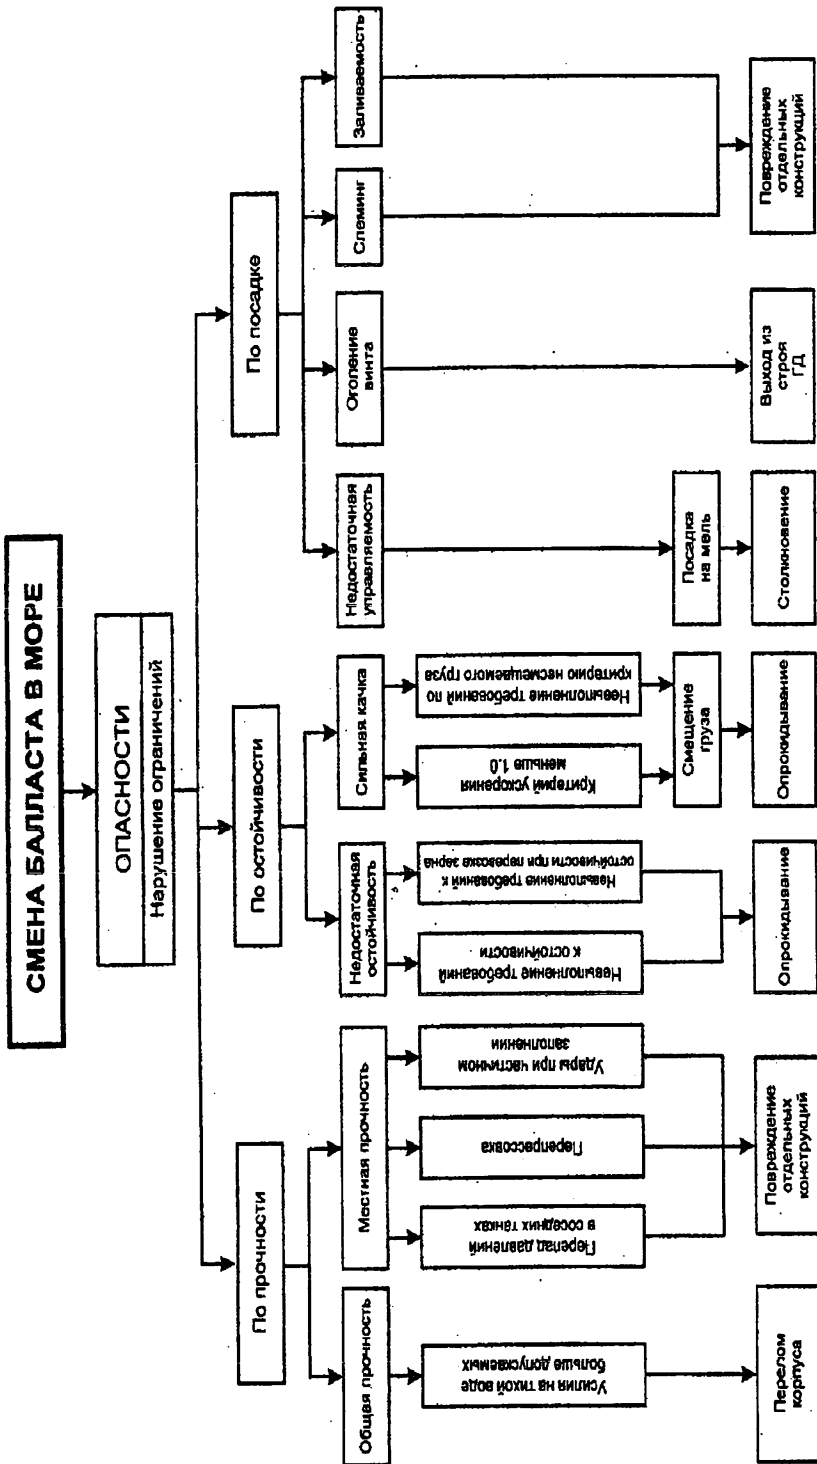 СМЕНА БАЛЛАСТА В МОРЕ
ОПАСНОСТИ
Нарушение ограничений
По прочности
По остойчивости
По посадке
Общая прочность
Местная прочность
Недостаточная
остойчивость
Сильная качка
Недостаточная
управляемость
Оголение
винта
Слеминг
Заливаемость
Усилия на тихой воде
больше допускаемых
Перепад давлений
в соседних танках
Перепрессовка
Удары при частичном
заполнении
Невыполнение требований
к остойчивости
Невыполнение требований к
остойчивости при перевозке зерна
Критерий ускорения
меньше 1.0
Невыполнение требований по
критерию несмещаемого груза
Смещение
груза
Посадка
на мель
Перелом
корпуса
Повреждение
отдельных
конструкций
Опрокидывание
Опрокидывание
Столкновение
Выход из
строя
ГД
Повреждение
отдельных
конструкций